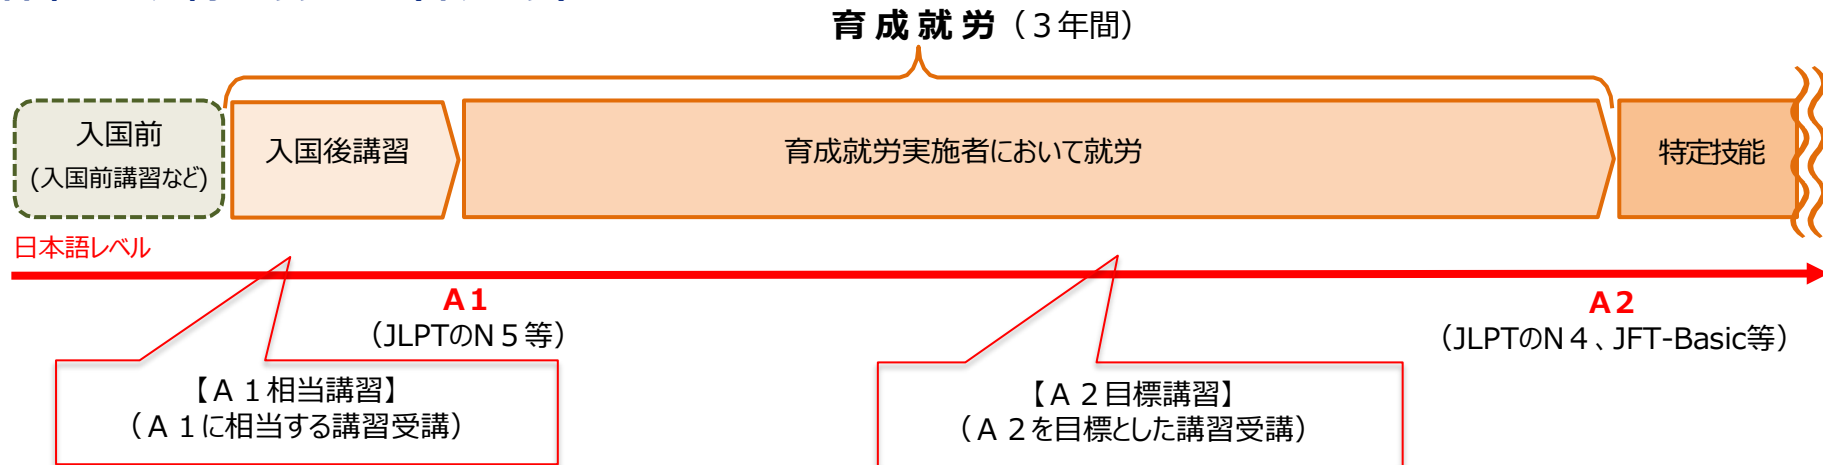 育成就労（３年間）
入国前
(入国前講習など)
入国後講習
育成就労実施者において就労
特定技能
日本語レベル
A１
（JLPTのN５等）
A２
（JLPTのN４、JFT-Basic等）
【A１相当講習】
（A１に相当する講習受講）
【A２目標講習】
（A２を目標とした講習受講）